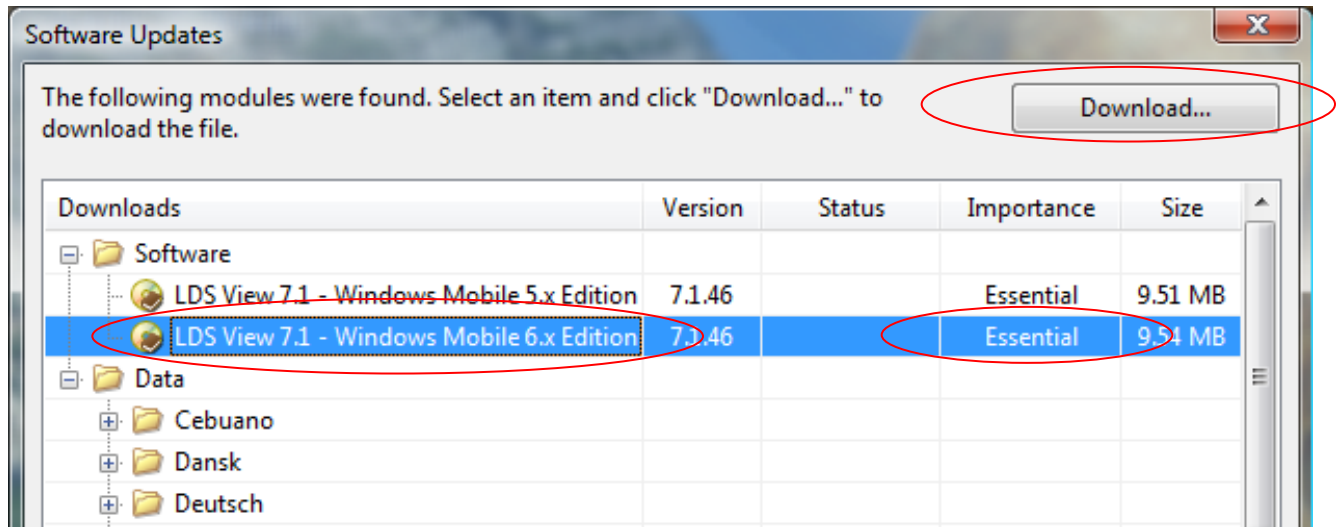 Software Updates
The following modules were found. Select an item and click "Download..." to
download the file.
Download...
Downloads Version Status Importance Size
Software
LDS View 7.1 - Windows Mobile 5.x Edition 7.1.46 Essential 9.51 MB
LDS View 7.1 - Windows Mobile 6.x Edition 7.1.46 Essential 9.54 MB
Data
Cebuano
Dansk
Deutsch